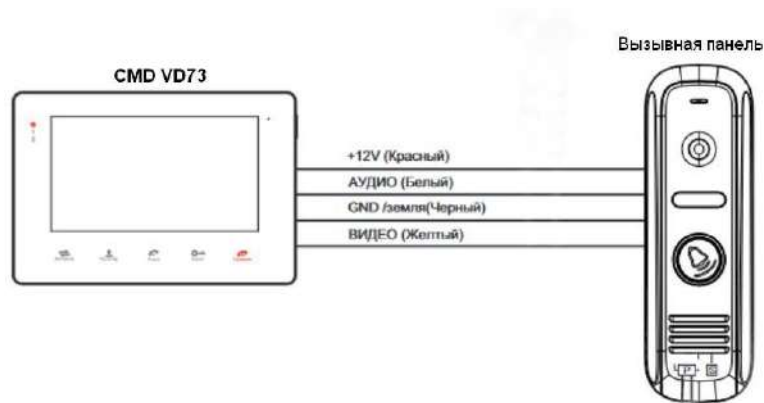 Вызывная панель
CMD VD73
+12V (Красный)
АУДИО (Белый)
GND /земля(Черный)
ВИДЕО (Желтый)